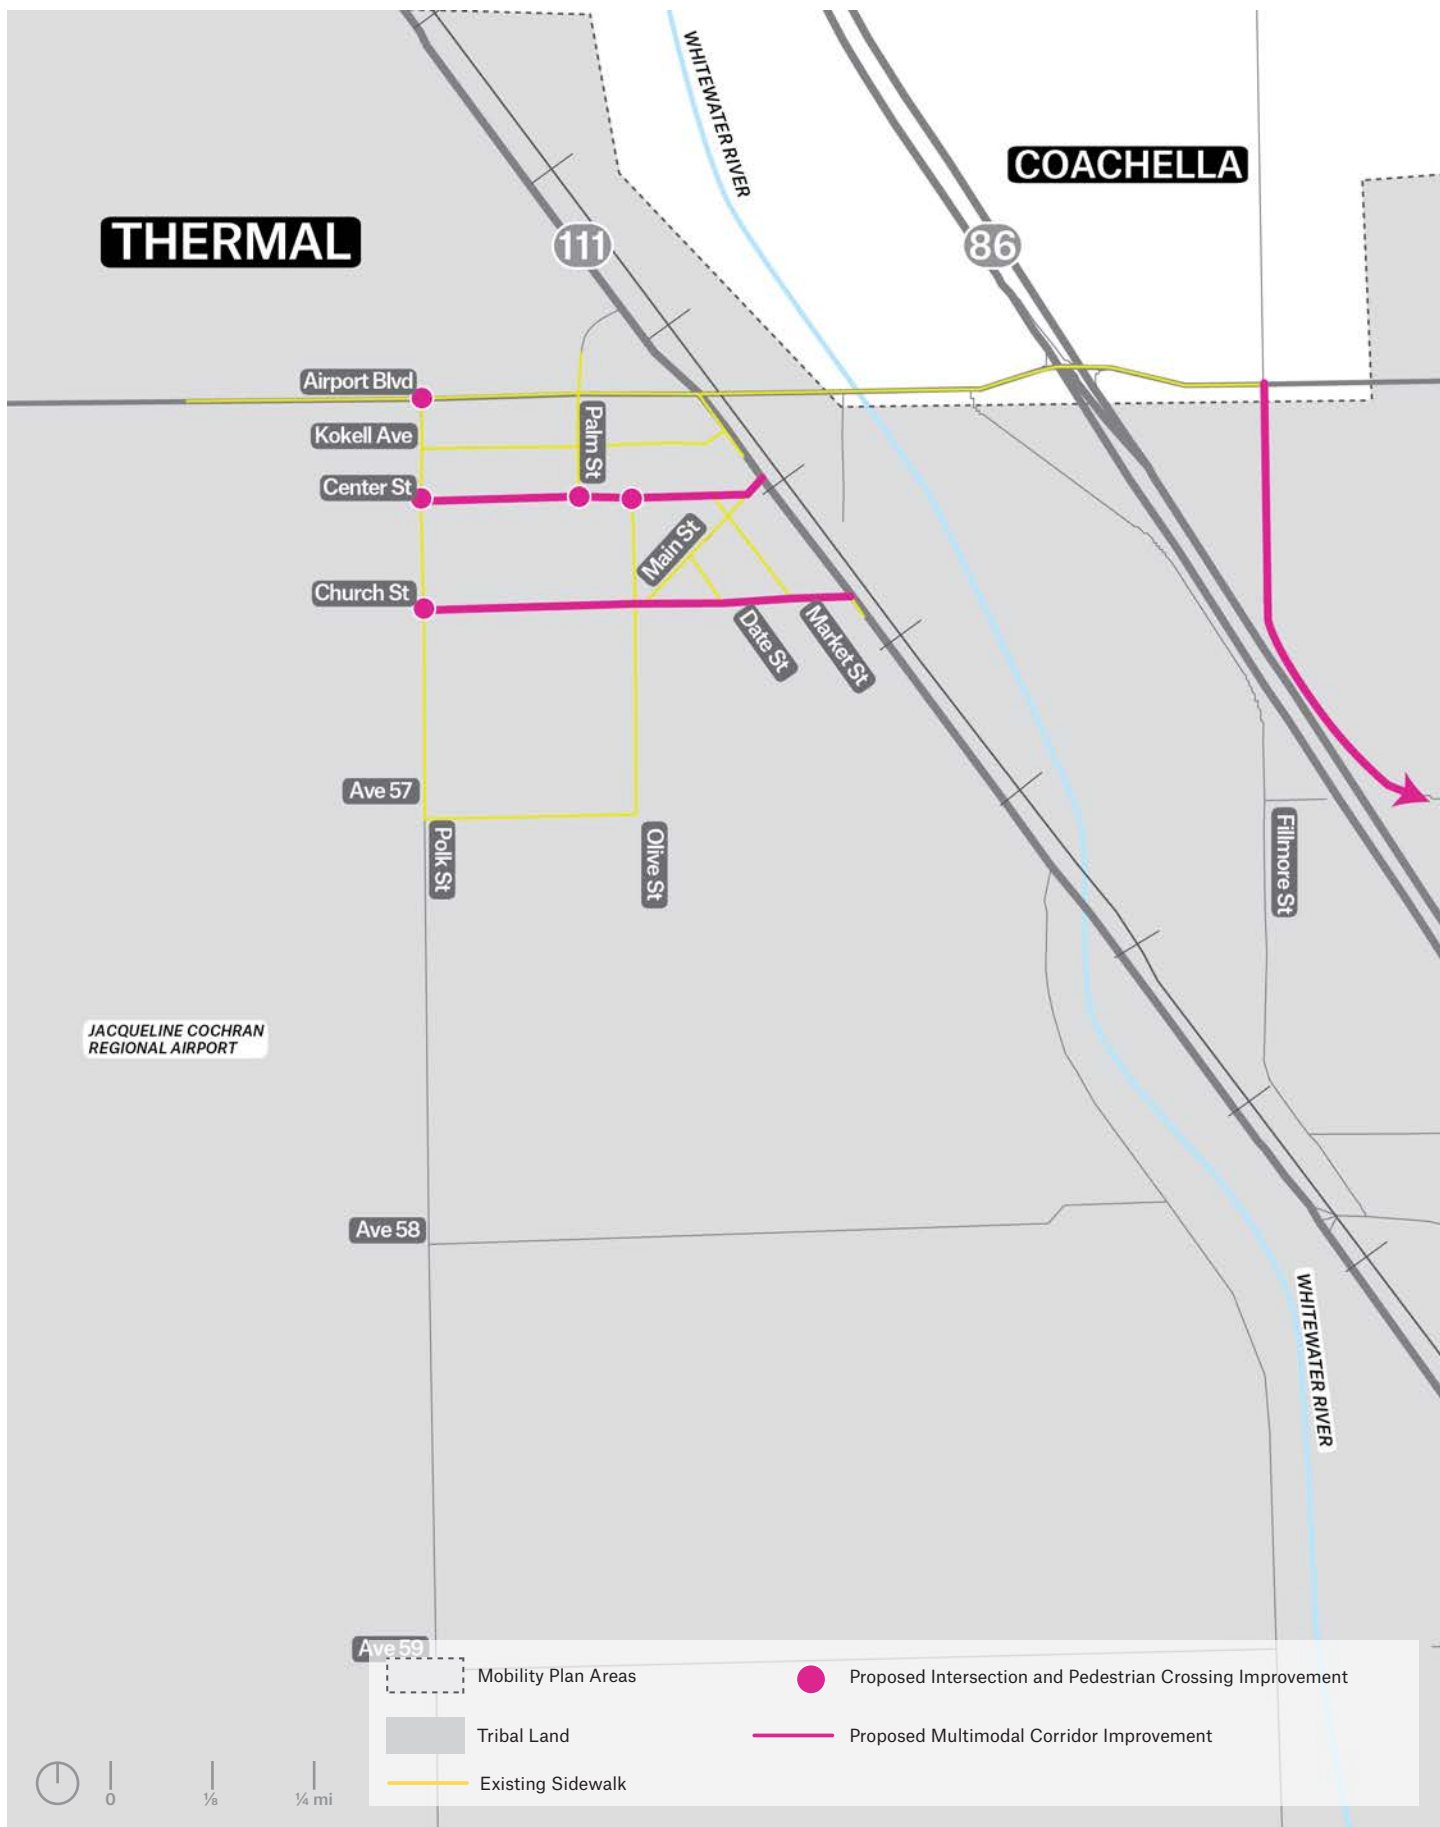 WHITEWATER RIVER
COACHELLA
THERMAL
111
86
Airport Blvd
Kokell Ave
Palm St
Center St
Main St
Church St
Date St
Market St
Ave 57
Polk St
Olive St
Fillmore St
JACQUELINE COCHRAN
REGIONAL AIRPORT
Ave 58
WHITEWATER RIVER
Ave 59
Mobility Plan Areas
Proposed Intersection and Pedestrian Crossing Improvement
Tribal Land
Proposed Multimodal Corridor Improvement
Existing Sidewalk
0
⅛
¼ mi